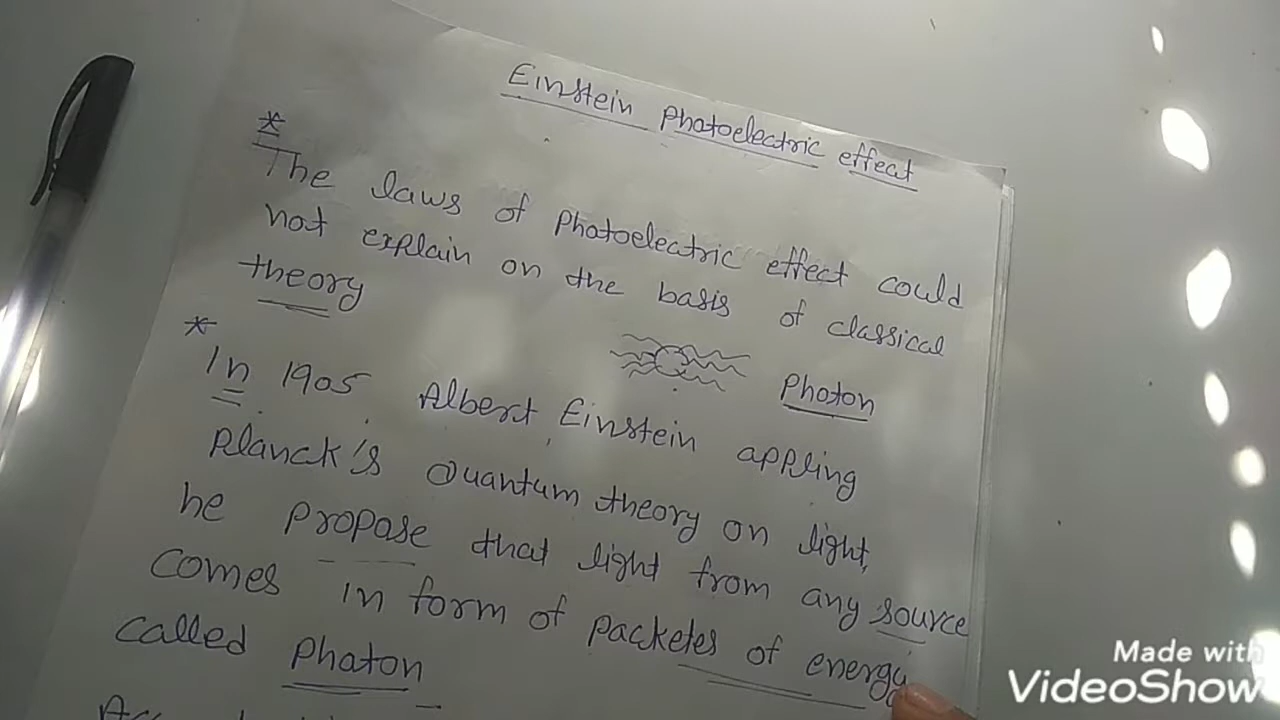 Einstein Photoelectric effect
*
The laws of Photoelectric effect could
not explain on the basis of classical
theory
Photon
*
In 1905, Albert Einstein appling
Planck's Quantum theory on light,
he propose that light from any source
comes in form of packetes of energy
called Photon
Made with
VideoShow